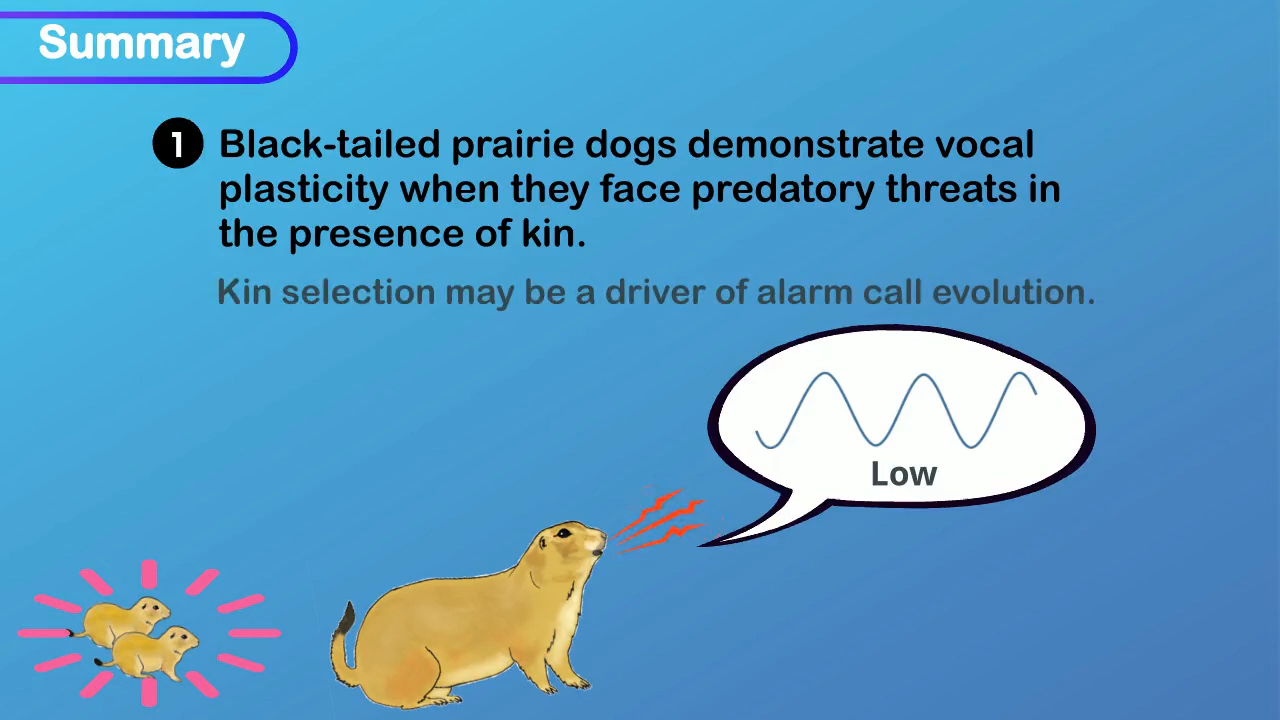 Summary
1 Black-tailed prairie dogs demonstrate vocal
plasticity when they face predatory threats in
the presence of kin.
Kin selection may be a driver of alarm call evolution.
Low